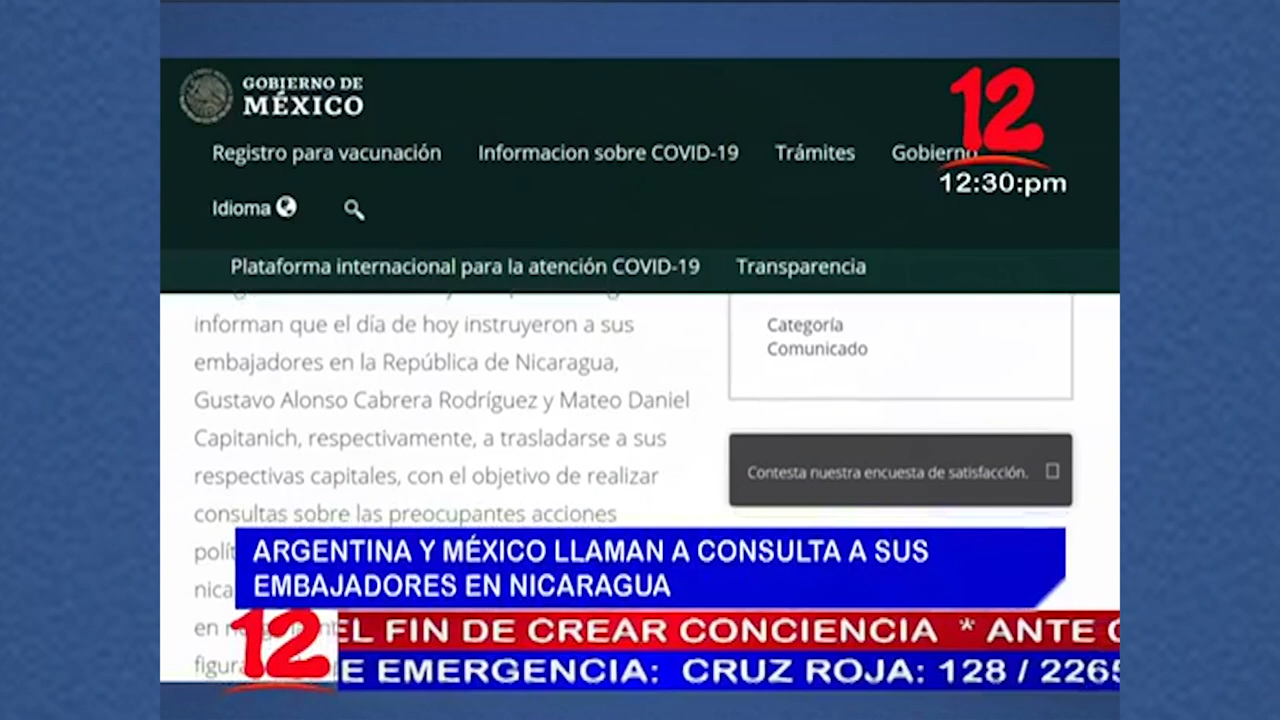 GOBIERNO DE
MÉXICO
12
12:30:pm
Registro para vacunación Informacion sobre COVID-19 Trámites Gobierno
Idioma
Plataforma internacional para la atención COVID-19 Transparencia
informan que el día de hoy instruyeron a sus
embajadores en la República de Nicaragua,
Gustavo Alonso Cabrera Rodríguez y Mateo Daniel
Capitanich, respectivamente, a trasladarse a sus
respectivas capitales, con el objetivo de realizar
consultas sobre las preocupantes acciones
Categoría
Comunicado
Contesta nuestra encuesta de satisfacción.
ARGENTINA Y MÉXICO LLAMAN A CONSULTA A SUS
EMBAJADORES EN NICARAGUA
en
12
EL FIN DE CREAR CONCIENCIA * ANTE
E EMERGENCIA: CRUZ ROJA: 128 / 2265